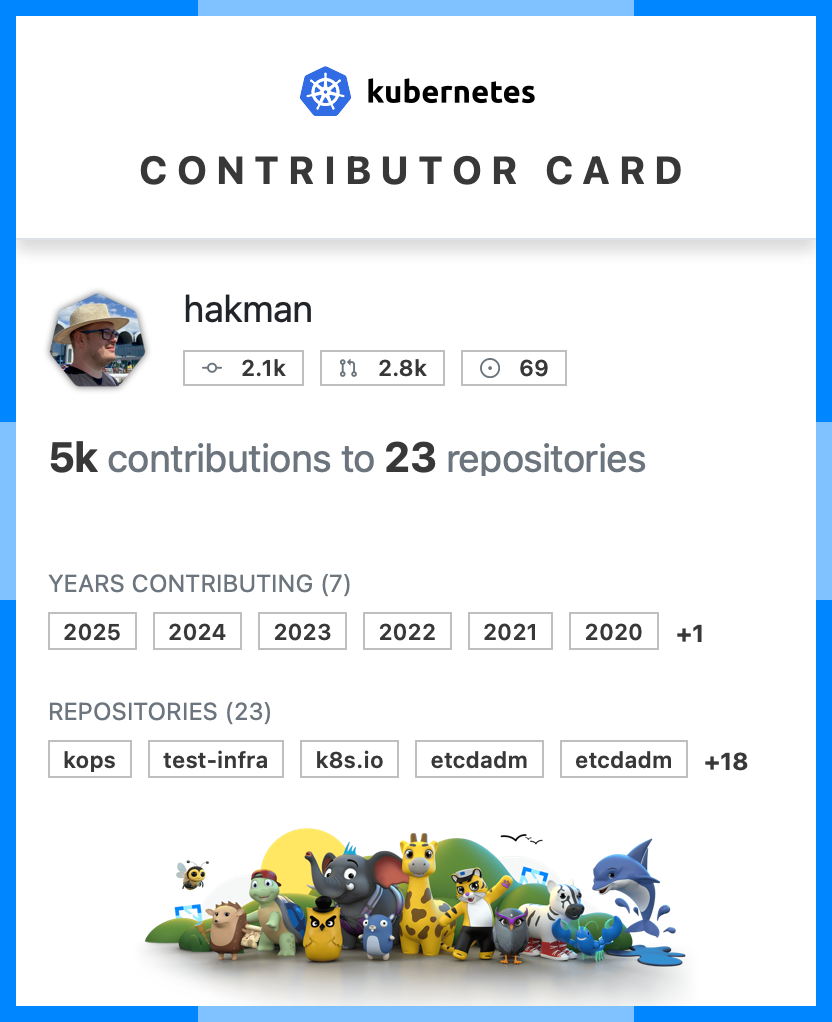 kubernetes
CONTRIBUTOR CARD
hakman
2.1k 2.8k 69
5k contributions to 23 repositories
YEARS CONTRIBUTING (7)
2025 2024 2023 2022 2021 2020 +1
REPOSITORIES (23)
kops test-infra k8s.io etcdadm etcdadm +18